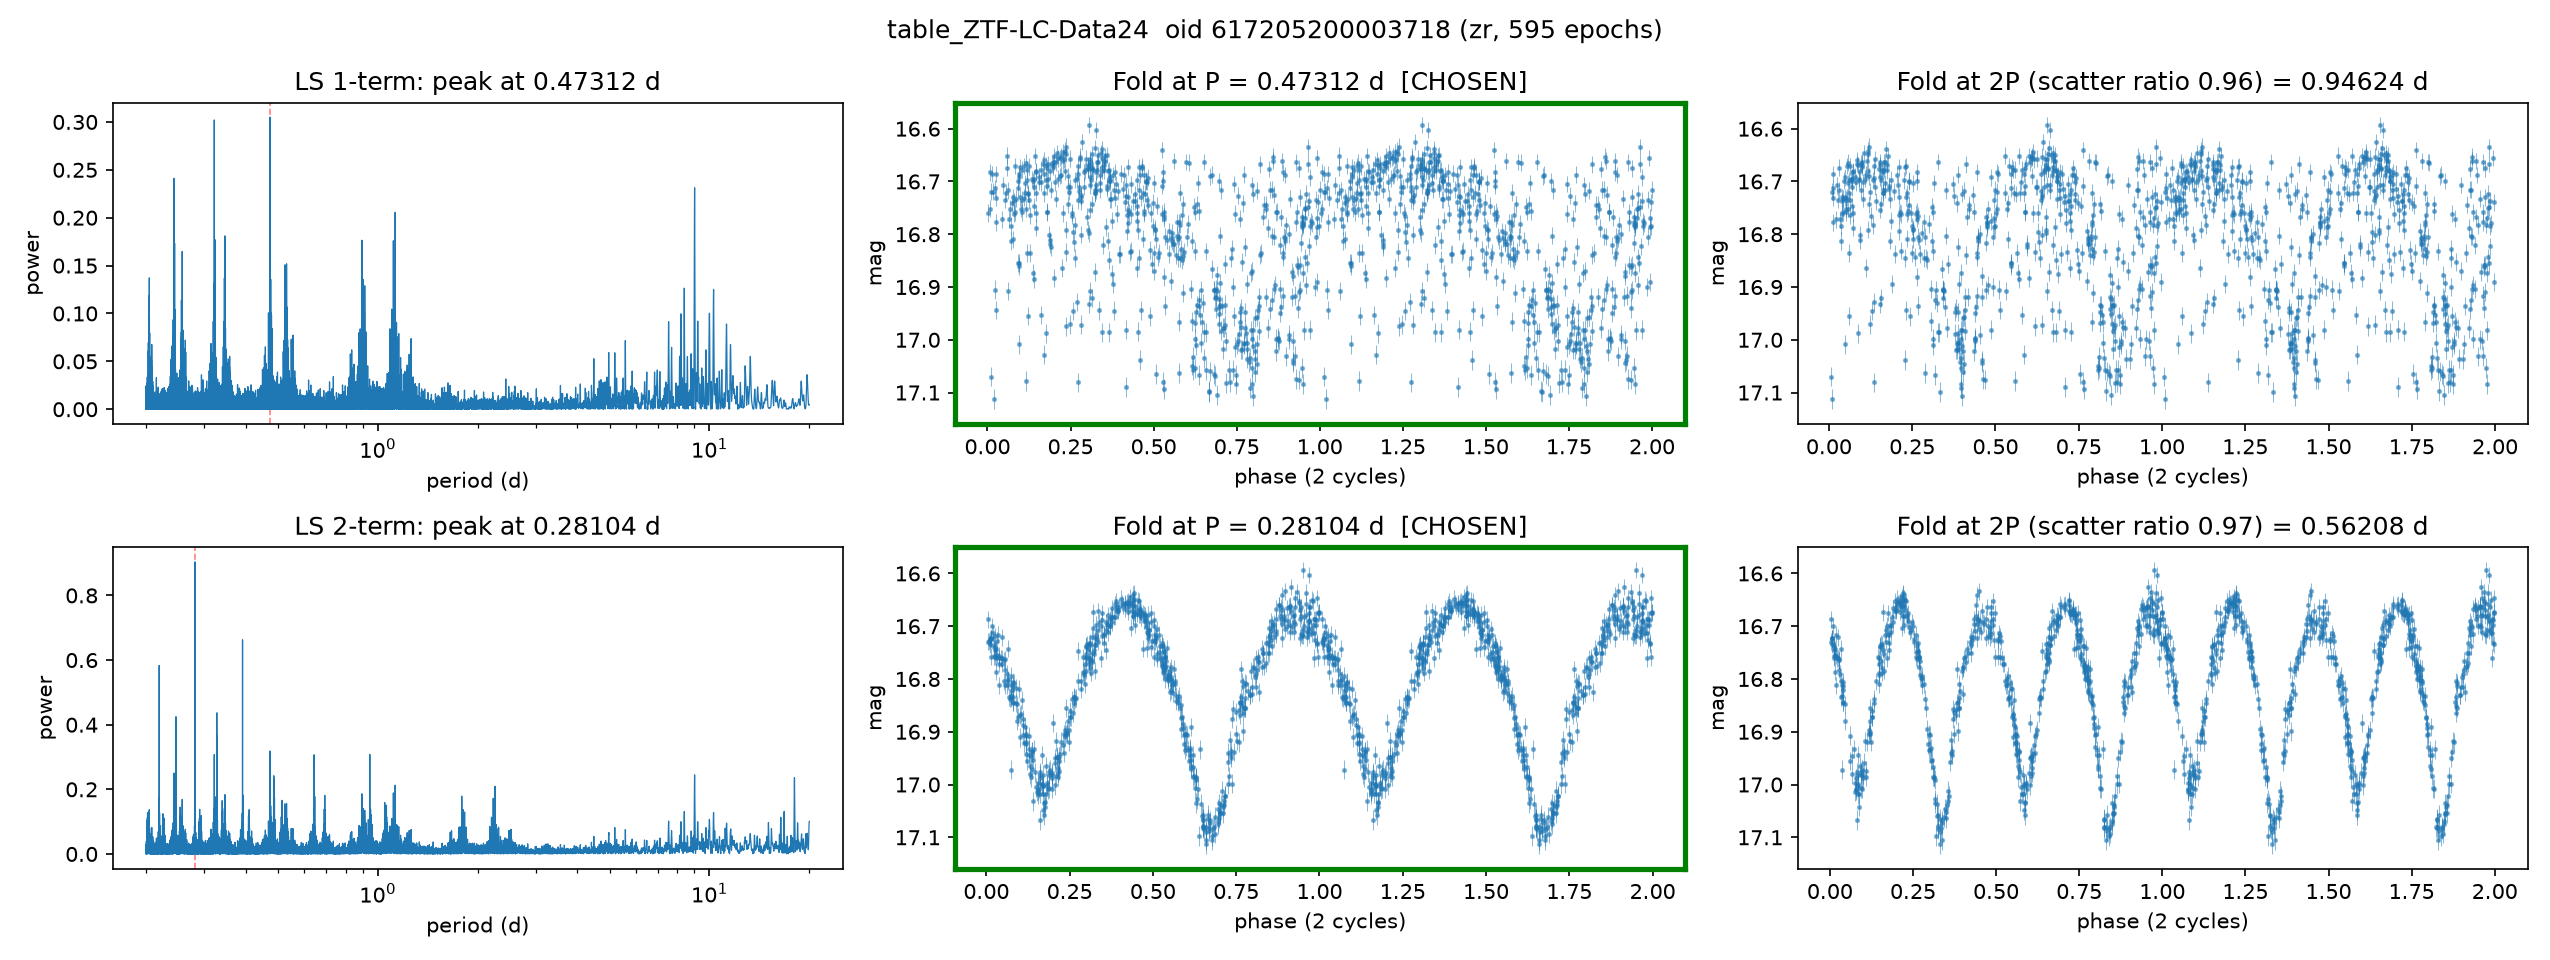 table_ZTF-LC-Data24  oid 617205200003718 (zr, 595 epochs)
LS 1-term: peak at 0.47312 d
0.30
0.25
0.20
0.15
0.10
0.05
0.00
power
10⁰
10¹
period (d)
Fold at P = 0.47312 d  [CHOSEN]
16.6
16.7
16.8
16.9
17.0
17.1
mag
0.00 0.25 0.50 0.75 1.00 1.25 1.50 1.75 2.00
phase (2 cycles)
Fold at 2P (scatter ratio 0.96) = 0.94624 d
16.6
16.7
16.8
16.9
17.0
17.1
mag
0.00 0.25 0.50 0.75 1.00 1.25 1.50 1.75 2.00
phase (2 cycles)
LS 2-term: peak at 0.28104 d
0.8
0.6
0.4
0.2
0.0
power
10⁰
10¹
period (d)
Fold at P = 0.28104 d  [CHOSEN]
16.6
16.7
16.8
16.9
17.0
17.1
mag
0.00 0.25 0.50 0.75 1.00 1.25 1.50 1.75 2.00
phase (2 cycles)
Fold at 2P (scatter ratio 0.97) = 0.56208 d
16.6
16.7
16.8
16.9
17.0
17.1
mag
0.00 0.25 0.50 0.75 1.00 1.25 1.50 1.75 2.00
phase (2 cycles)